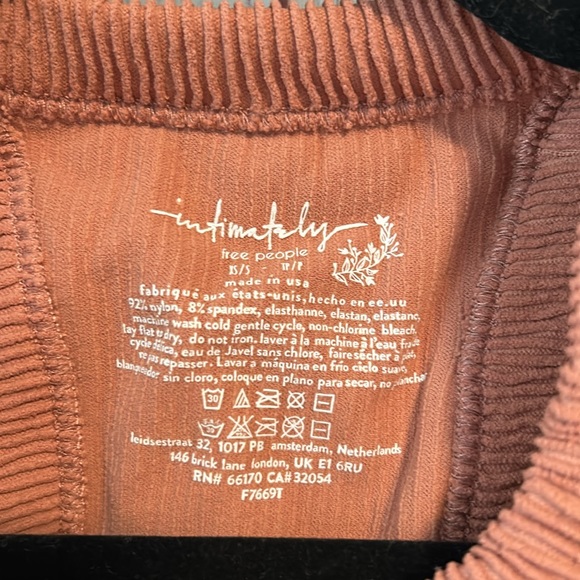 intimately
free people
XS/S - TP/P
made in usa
fabriqué aux états-unis, hecho en ee.uu
92% nylon, 8% spandex, elasthanne, elastan, elastano
machine wash cold gentle cycle, non-chlorine bleach,
lay flat to dry, do not iron. laver à la machine à l'eau froide
cycle délicat, eau de Javel sans chlore, faire sécher à plat,
ne pas repasser. Lavar a máquina en frío ciclo suave,
blanqueador sin cloro, coloque en plano para secar, no planchar
30
leidsestraat 32, 1017 PB amsterdam, Netherlands
146 brick lane london, UK E1 6RU
RN# 66170 CA#32054
F7669T